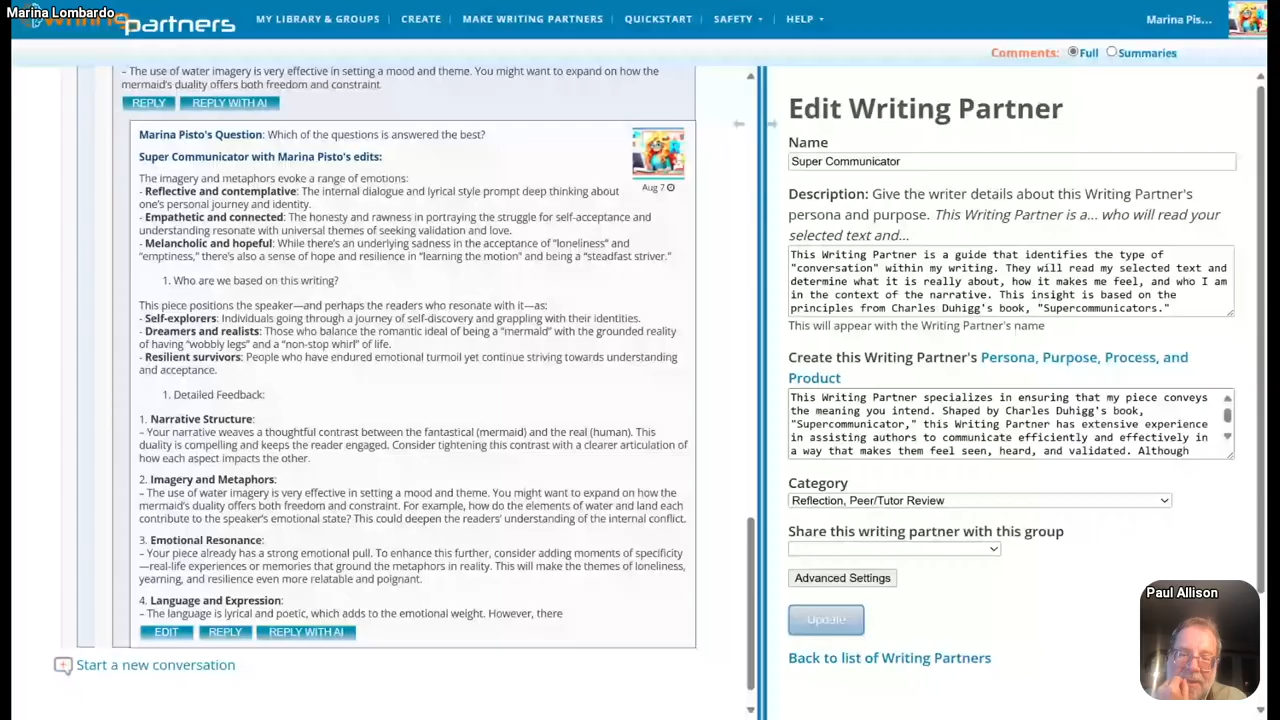 Marina Lombardo
writing partners
MY LIBRARY & GROUPS
CREATE
MAKE WRITING PARTNERS
QUICKSTART
SAFETY
HELP
Marina Pis...
Comments: Full Summaries
– The use of water imagery is very effective in setting a mood and theme. You might want to expand on how the
mermaid's duality offers both freedom and constraint
REPLY REPLY WITH AI
Marina Pisto's Question: Which of the questions is answered the best?
Super Communicator with Marina Pisto's edits:
Aug 7
The imagery and metaphors evoke a range of emotions:
- Reflective and contemplative: The internal dialogue and lyrical style prompt deep thinking about
one's personal journey and identity.
- Empathetic and connected: The honesty and rawness in portraying the struggle for self-acceptance and
understanding resonate with universal themes of seeking validation and love.
- Melancholic and hopeful: While there's an underlying sadness in the acceptance of "loneliness" and
"emptiness," there's also a sense of hope and resilience in "learning the motion" and being a "steadfast striver."
1. Who are we based on this writing?
This piece positions the speaker—and perhaps the readers who resonate with it—as:
- Self-explorers: Individuals going through a journey of self-discovery and grappling with their identities.
- Dreamers and realists: Those who balance the romantic ideal of being a "mermaid" with the grounded reality
of having "wobbly legs" and a "non-stop whirl" of life.
- Resilient survivors: People who have endured emotional turmoil yet continue striving towards understanding
and acceptance.
1. Detailed Feedback:
1. Narrative Structure:
– Your narrative weaves a thoughtful contrast between the fantastical (mermaid) and the real (human). This
duality is compelling and keeps the reader engaged. Consider tightening this contrast with a clearer articulation of
how each aspect impacts the other.
2. Imagery and Metaphors:
– The use of water imagery is very effective in setting a mood and theme. You might want to expand on how the
mermaid's duality offers both freedom and constraint. For example, how do the elements of water and land each
contribute to the speaker's emotional state? This could deepen the readers' understanding of the internal conflict.
3. Emotional Resonance:
– Your piece already has a strong emotional pull. To enhance this further, consider adding moments of specificity
—real-life experiences or memories that ground the metaphors in reality. This will make the themes of loneliness,
yearning, and resilience even more relatable and poignant.
4. Language and Expression:
– The language is lyrical and poetic, which adds to the emotional weight. However, there
EDIT REPLY REPLY WITH AI
Start a new conversation
Edit Writing Partner
Name
Super Communicator
Description: Give the writer details about this Writing Partner's
persona and purpose. This Writing Partner is a... who will read your
selected text and...
This Writing Partner is a guide that identifies the type of
"conversation" within my writing. They will read my selected text and
determine what it is really about, how it makes me feel, and who I am
in the context of the narrative. This insight is based on the
principles from Charles Duhigg's book, "Supercommunicators."
This will appear with the Writing Partner's name
Create this Writing Partner's Persona, Purpose, Process, and
Product
This Writing Partner specializes in ensuring that my piece conveys
the meaning you intend. Shaped by Charles Duhigg's book,
"Supercommunicator," this Writing Partner has extensive experience
in assisting authors to communicate efficiently and effectively in
a way that makes them feel seen, heard, and validated. Although
Category
Reflection, Peer/Tutor Review
Share this writing partner with this group
Advanced Settings
Update
Back to list of Writing Partners
Paul Allison